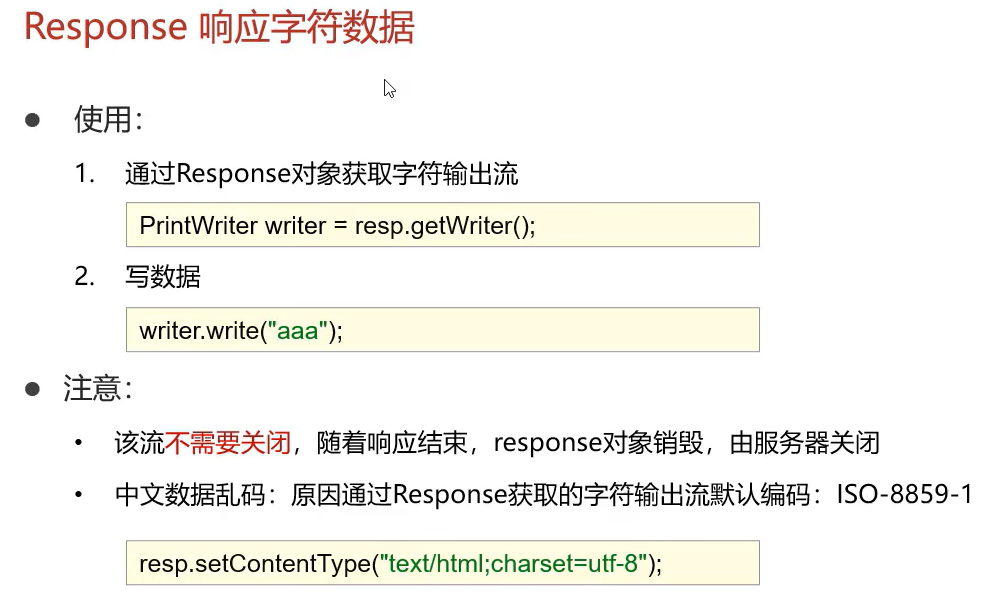 Response 响应字符数据
● 使用：
1. 通过Response对象获取字符输出流
PrintWriter writer = resp.getWriter();
2. 写数据
writer.write("aaa");
● 注意：
• 该流不需要关闭，随着响应结束，response对象销毁，由服务器关闭
• 中文数据乱码：原因通过Response获取的字符输出流默认编码：ISO-8859-1
resp.setContentType("text/html;charset=utf-8");